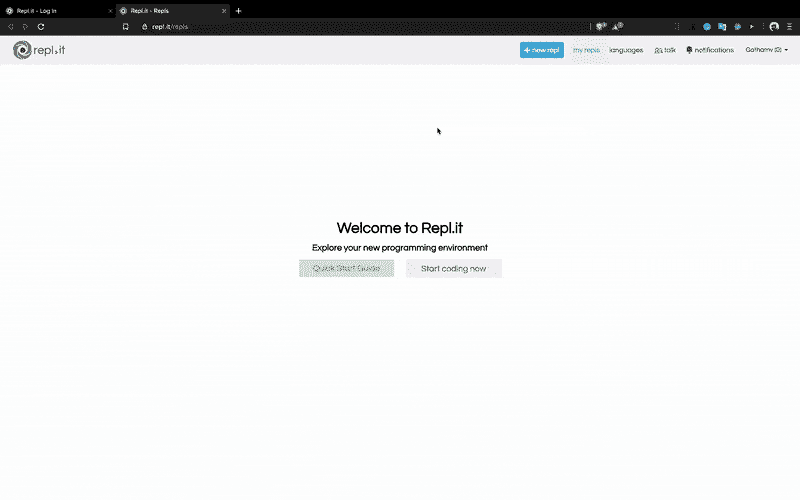 Repl.it - Log In
Repl.it - Repls
repl.it/repls
repl.it
+ new repl
my repls
languages
talk
notifications
Welcome to Repl.it
Explore your new programming environment
Quick Start Guide
Start coding now